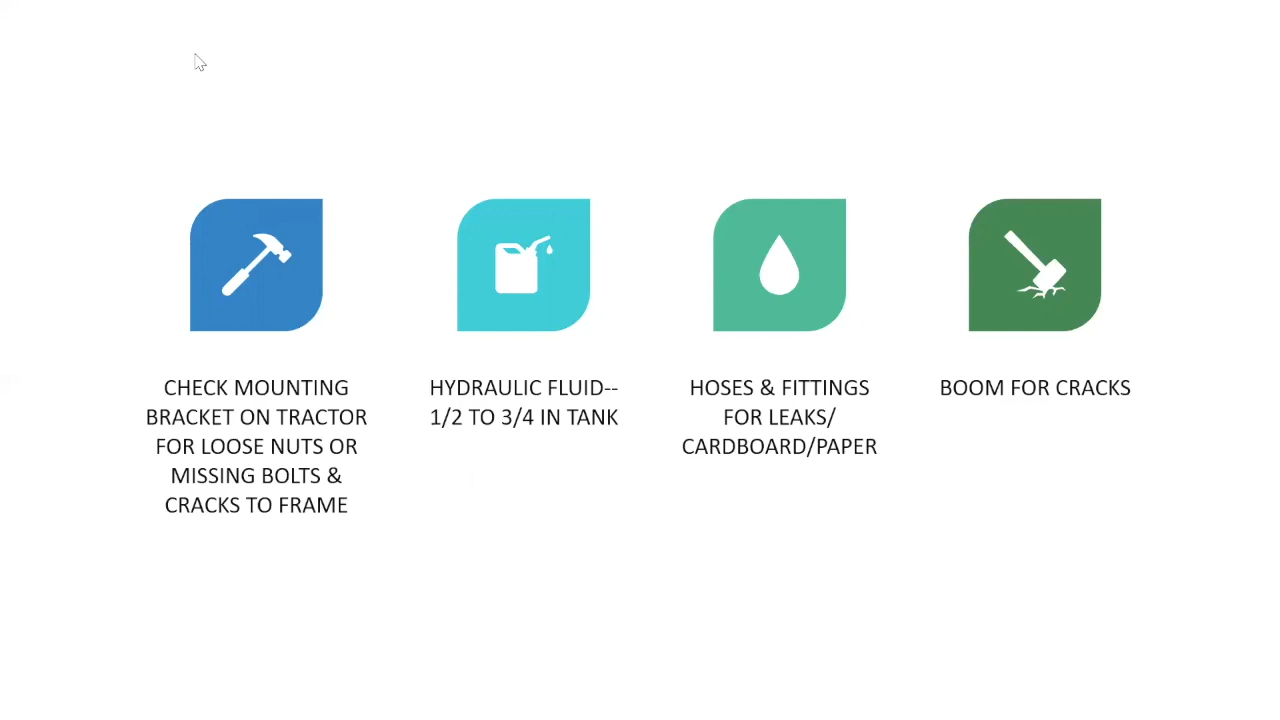 CHECK MOUNTING
BRACKET ON TRACTOR
FOR LOOSE NUTS OR
MISSING BOLTS &
CRACKS TO FRAME
HYDRAULIC FLUID--
1/2 TO 3/4 IN TANK
HOSES & FITTINGS
FOR LEAKS/
CARDBOARD/PAPER
BOOM FOR CRACKS